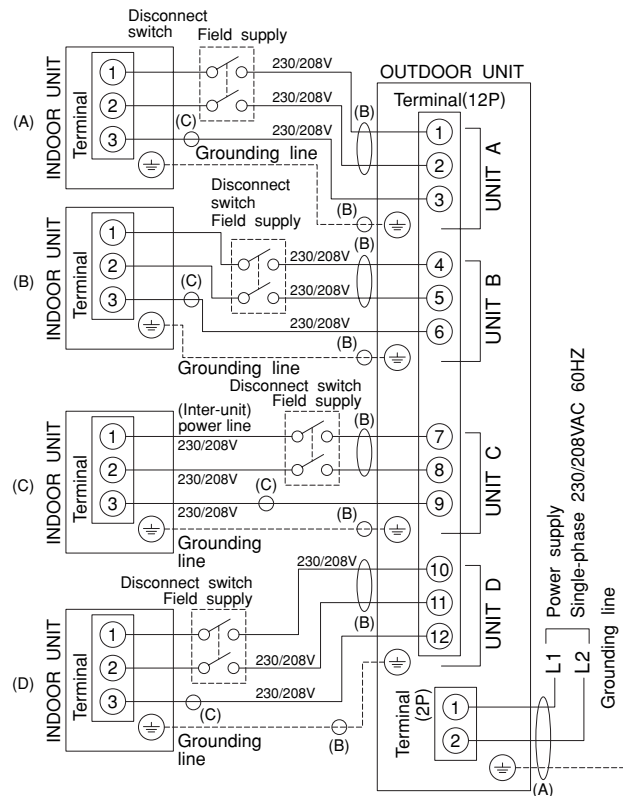 Disconnect
switch
Field supply
230/208V
OUTDOOR UNIT
(A)
INDOOR UNIT
Terminal
1
2
3
230/208V
(C)
230/208V
(B)
Terminal(12P)
1
2
3
UNIT A
Grounding line
Disconnect
switch
Field supply
(B)
(B)
INDOOR UNIT
Terminal
1
2
3
(C)
230/208V
230/208V
230/208V
(B)
(B)
4
5
6
UNIT B
Grounding line
Disconnect switch
Field supply
(C)
INDOOR UNIT
Terminal
1
2
3
(Inter-unit)
power line
230/208V
230/208V
230/208V
(C)
(B)
(B)
7
8
9
UNIT C
Grounding
line
230/208V
Disconnect switch
Field supply
(D)
INDOOR UNIT
Terminal
1
2
3
230/208V
230/208V
(C)
(B)
10
11
12
UNIT D
Grounding
line
(B)
Terminal
(2P)
1
2
L1
L2
Power supply
Single-phase 230/208VAC 60HZ
Grounding line
(A)